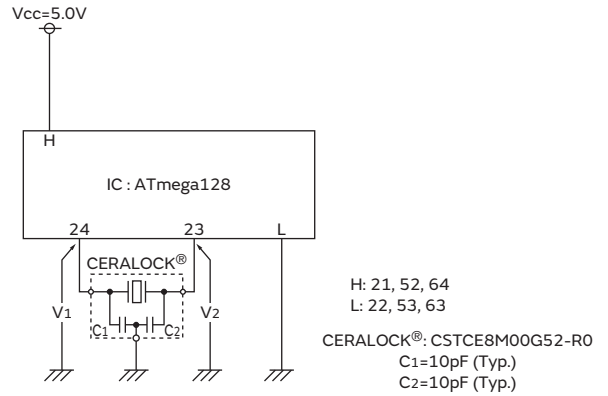 Vcc=5.0V
H
IC : ATmega128
24 23 L
CERALOCK®
V1 V2
C1 C2
H: 21, 52, 64
L: 22, 53, 63
CERALOCK®: CSTCE8M00G52-R0
C1=10pF (Typ.)
C2=10pF (Typ.)